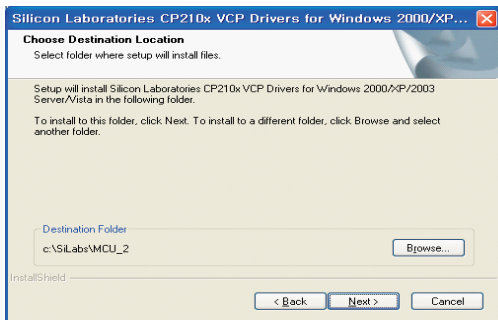 Silicon Laboratories CP210x VCP Drivers for Windows 2000/XP...
Choose Destination Location
Select folder where setup will install files.
Setup will install Silicon Laboratories CP210x VCP Drivers for Windows 2000/XP/2003
Server/Vista in the following folder.
To install to this folder, click Next. To install to a different folder, click Browse and select
another folder.
Destination Folder
c:\SiLabs\MCU_2
Browse...
InstallShield
< Back
Next >
Cancel